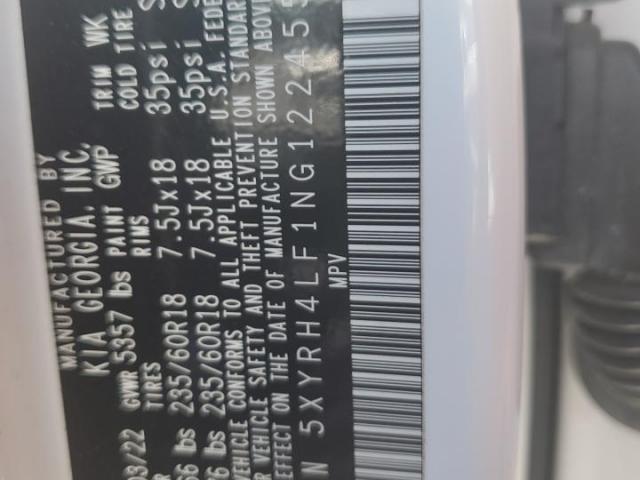 MANUFACTURED BY
KIA GEORGIA, INC.
03/22 GVWR 5357 lbs PAINT GWP TRIM WK
TIRES RIMS COLD TIRE
235/60R18 7.5Jx18 35psi
235/60R18 7.5Jx18 35psi
VEHICLE CONFORMS TO ALL APPLICABLE U.S.A. FEDE
VEHICLE SAFETY AND THEFT PREVENTION STANDAR
EFFECT ON THE DATE OF MANUFACTURE SHOWN ABOVE
N 5XYRH4LF1NG12245
MPV